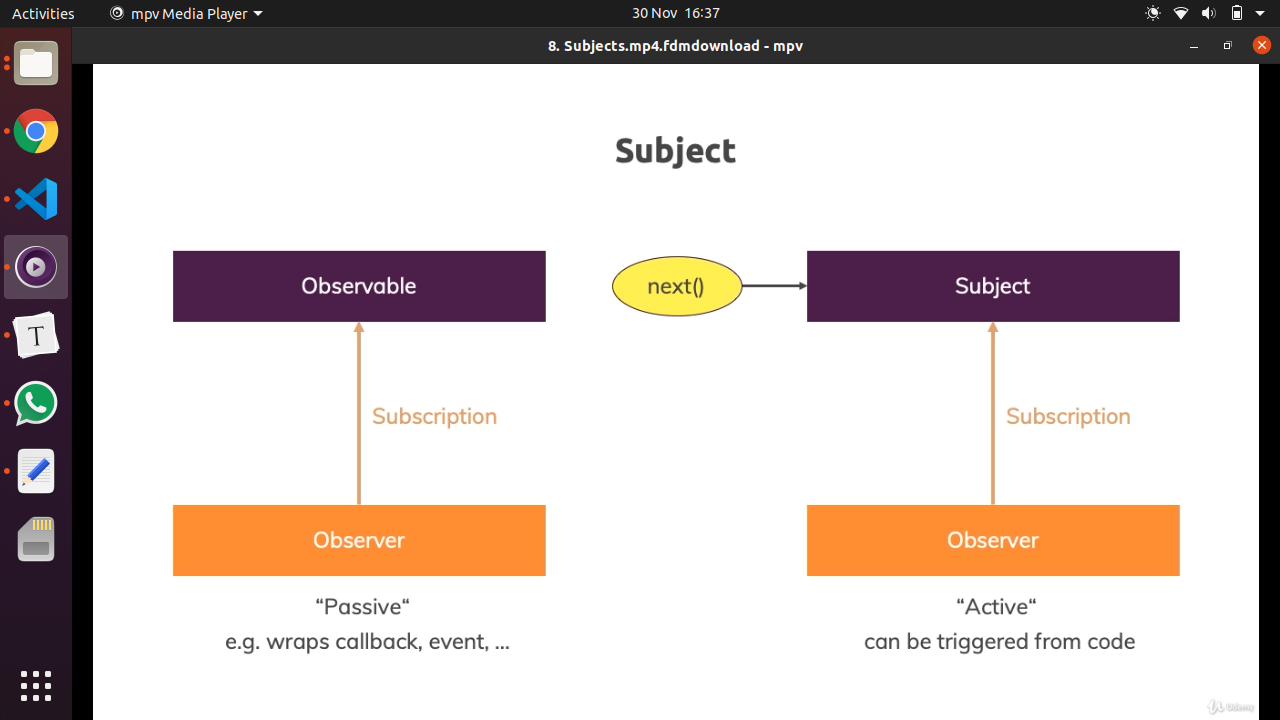 Activities
mpv Media Player
30 Nov 16:37
8. Subjects.mp4.fdmdownload - mpv
Subject
Observable
next()
Subject
Subscription
Subscription
Observer
Observer
“Passive“
“Active“
e.g. wraps callback, event, ...
can be triggered from code
T
Udemy